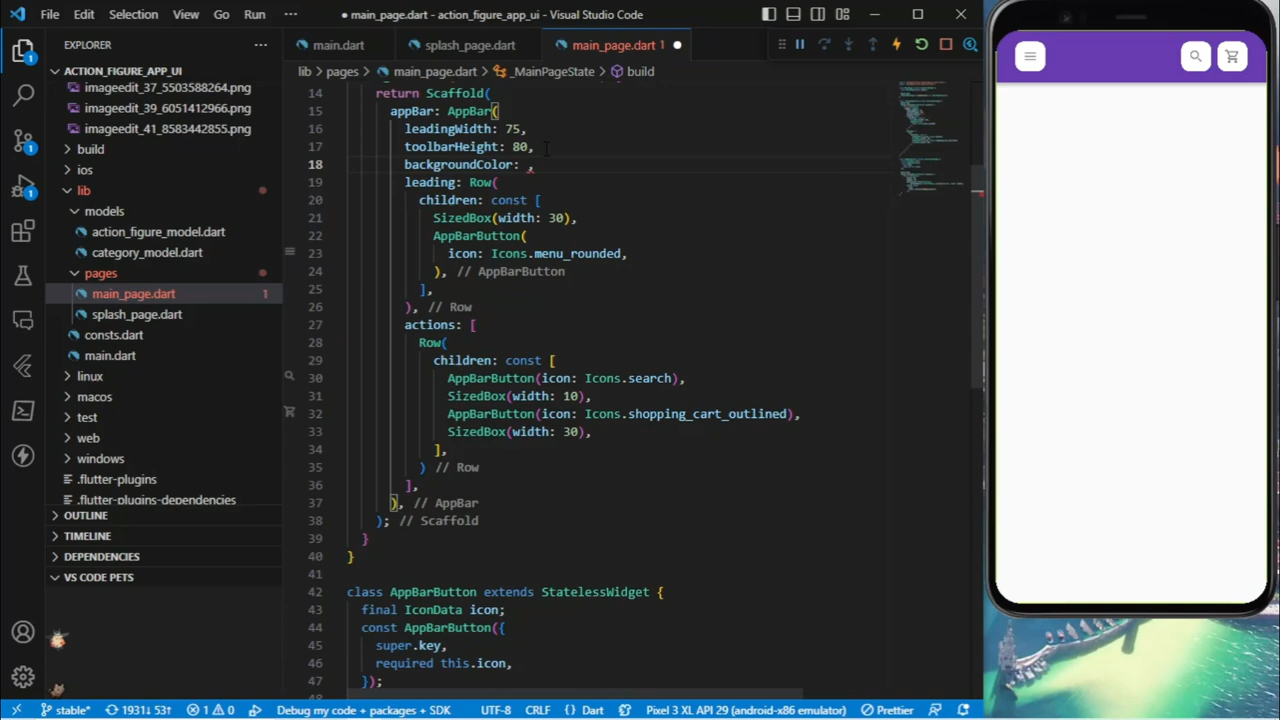 File Edit Selection View Go Run ··· ● main_page.dart - action_figure_app_ui - Visual Studio Code
EXPLORER ···
main.dart splash_page.dart main_page.dart 1 ●
lib > pages > main_page.dart > _MainPageState > build
ACTION_FIGURE_APP_UI
imageedit_37_5503588264.png
imageedit_39_6051412966.png
imageedit_41_8583442855.png
build
ios
lib
models
action_figure_model.dart
category_model.dart
pages
main_page.dart 1
splash_page.dart
consts.dart
main.dart
linux
macos
test
web
windows
.flutter-plugins
.flutter-plugins-dependencies
OUTLINE
TIMELINE
DEPENDENCIES
VS CODE PETS
14 return Scaffold(
15 appBar: AppBar(
16 leadingWidth: 75,
17 toolbarHeight: 80,
18 backgroundColor: ,
19 leading: Row(
20 children: const [
21 SizedBox(width: 30),
22 AppBarButton(
23 icon: Icons.menu_rounded,
24 ), // AppBarButton
25 ],
26 ), // Row
27 actions: [
28 Row(
29 children: const [
30 AppBarButton(icon: Icons.search),
31 SizedBox(width: 10),
32 AppBarButton(icon: Icons.shopping_cart_outlined),
33 SizedBox(width: 30),
34 ],
35 ) // Row
36 ],
37 ), // AppBar
38 ); // Scaffold
39 }
40 }
41
42 class AppBarButton extends StatelessWidget {
43 final IconData icon;
44 const AppBarButton({
45 super.key,
46 required this.icon,
47 });
48
stable* 1931↓ 53↑ 1 0 Debug my code + packages + SDK UTF-8 CRLF {} Dart Pixel 3 XL API 29 (android-x86 emulator) Prettier